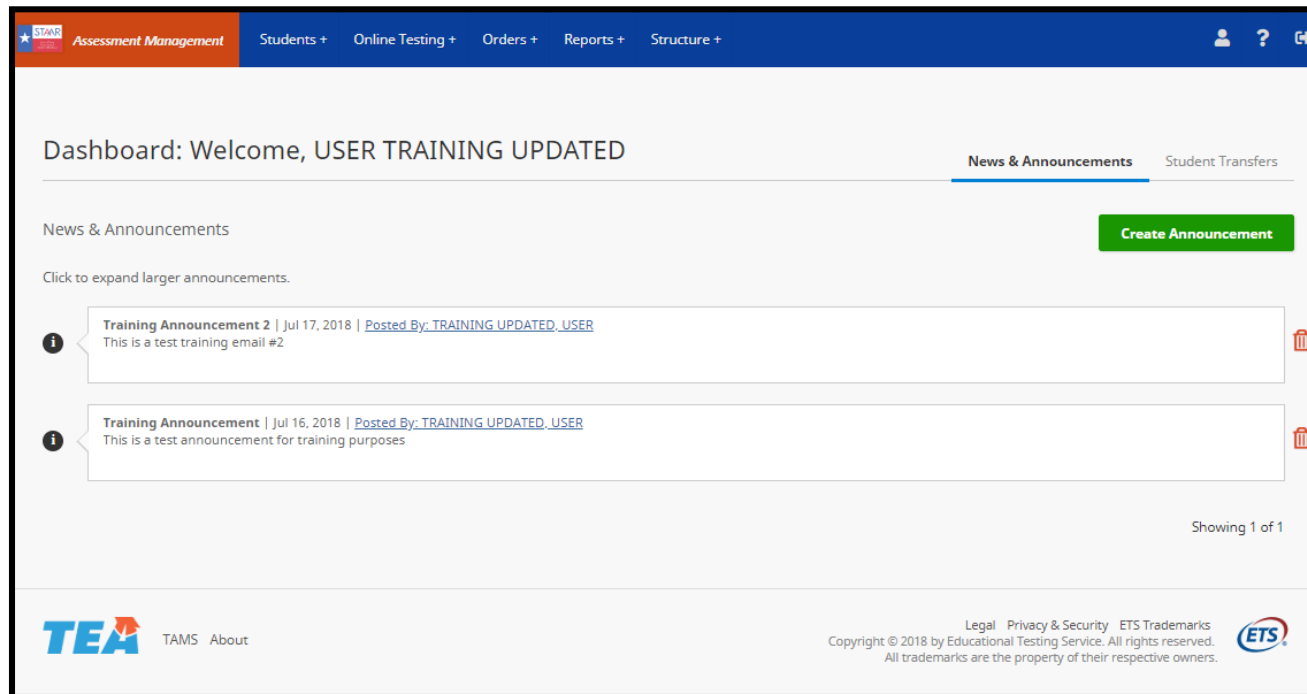 STAAR
Assessment Management
Students +
Online Testing +
Orders +
Reports +
Structure +
?
Dashboard: Welcome, USER TRAINING UPDATED
News & Announcements
Student Transfers
News & Announcements
Create Announcement
Click to expand larger announcements.
Training Announcement 2 | Jul 17, 2018 | Posted By: TRAINING UPDATED, USER
This is a test training email #2
Training Announcement | Jul 16, 2018 | Posted By: TRAINING UPDATED, USER
This is a test announcement for training purposes
Showing 1 of 1
TEA
TAMS About
Legal Privacy & Security ETS Trademarks
Copyright © 2018 by Educational Testing Service. All rights reserved.
All trademarks are the property of their respective owners.
ETS